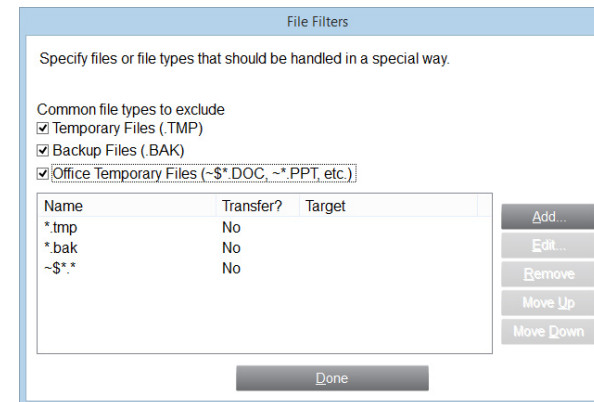 File Filters
Specify files or file types that should be handled in a special way.
Common file types to exclude
Temporary Files (.TMP)
Backup Files (.BAK)
Office Temporary Files (~$*.DOC, ~*.PPT, etc.)
Name Transfer? Target
*.tmp No
*.bak No
~$*.* No
Add...
Edit...
Remove
Move Up
Move Down
Done